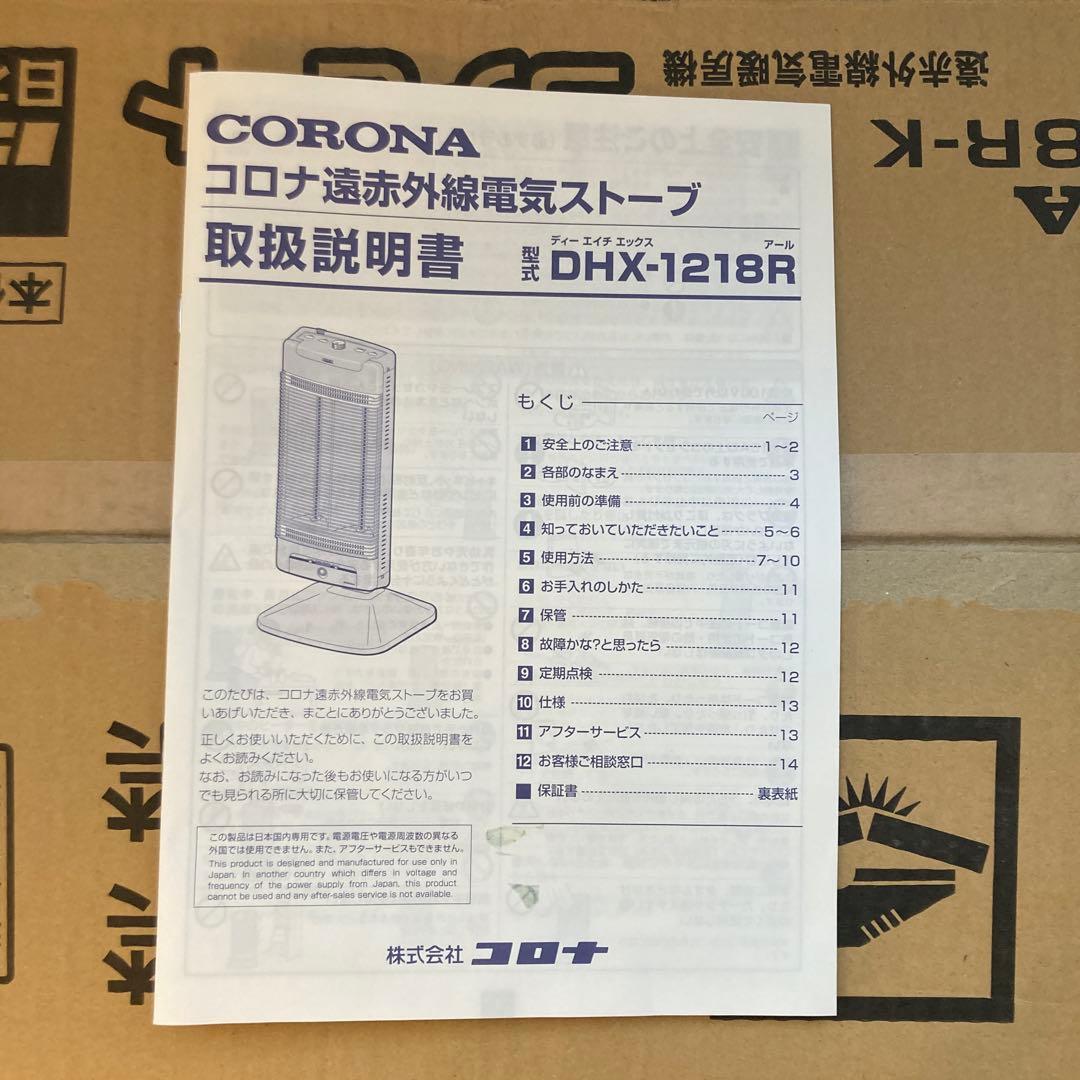 遠赤外線電気暖房機
8R-K
A
CORONA
コロナ遠赤外線電気ストーブ
取扱説明書
型式
ディー エイチ エックス
アール
DHX-1218R
もくじ
ページ
1 安全上のご注意 1～2
2 各部のなまえ 3
3 使用前の準備 4
4 知っておいていただきたいこと 5～6
5 使用方法 7～10
6 お手入れのしかた 11
7 保管 11
8 故障かな?と思ったら 12
9 定期点検 12
10 仕様 13
11 アフターサービス 13
12 お客様ご相談窓口 14
■ 保証書 裏表紙
このたびは、コロナ遠赤外線電気ストーブをお買
いあげいただき、まことにありがとうございました。
正しくお使いいただくために、この取扱説明書を
よくお読みください。
なお、お読みになった後もお使いになる方がいつ
でも見られる所に大切に保管してください。
この製品は日本国内専用です。電源電圧や電源周波数の異なる
外国では使用できません。また、アフターサービスもできません。
This product is designed and manufactured for use only in
Japan. In another country which differs in voltage and
frequency of the power supply from Japan, this product
cannot be used and any after-sales service is not available.
株式会社 コロナ